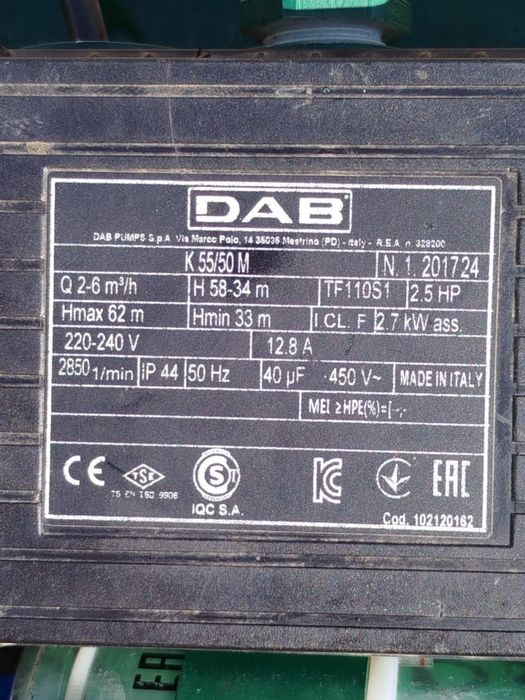 DAB
DAB PUMPS S.p.A. Via Marco Polo, 14 35035 Mestrino (PD) - Italy - R.E.A. n. 328200
K 55/50 M N. 1. 201724
Q 2-6 m³/h H 58-34 m TF110S1 2.5 HP
Hmax 62 m Hmin 33 m I.CL. F 2.7 kW ass.
220-240 V 12.8 A
2850 1/min IP 44 50 Hz 40 µF 450 V~ MADE IN ITALY
MEI ≥ HPE(%)=
CE TSE S EAC
TS EN ISO 9906
IQC S.A.
Cod. 102120162